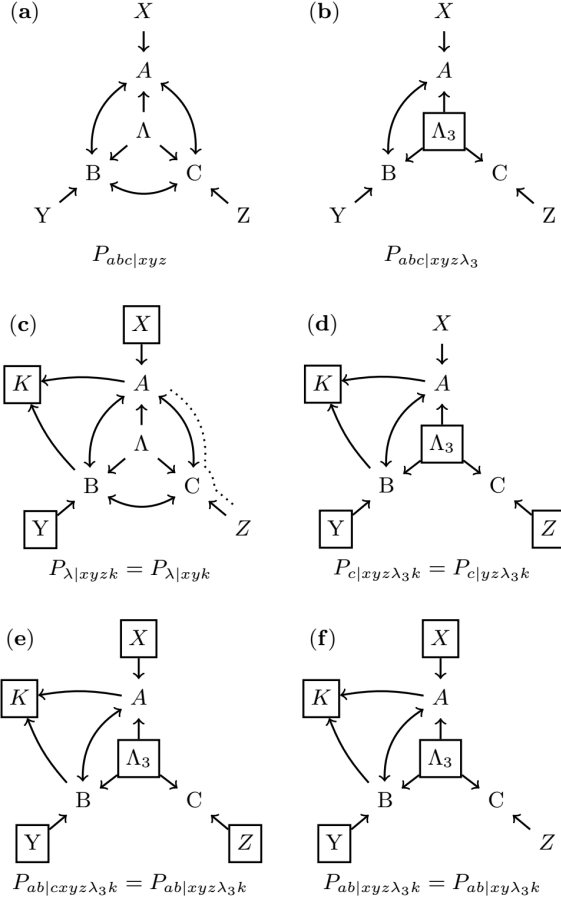 (a)
X
A
Λ
B
C
Y
Z
P_{abc|xyz}
(b)
X
A
Λ_3
B
C
Y
Z
P_{abc|xyzλ_3}
(c)
X
K
A
Λ
B
C
Y
Z
P_{λ|xyzk} = P_{λ|xyk}
(d)
X
K
A
Λ_3
B
C
Y
Z
P_{c|xyzλ_3k} = P_{c|yzλ_3k}
(e)
X
K
A
Λ_3
B
C
Y
Z
P_{ab|cxyzλ_3k} = P_{ab|xyzλ_3k}
(f)
X
K
A
Λ_3
B
C
Y
Z
P_{ab|xyzλ_3k} = P_{ab|xyλ_3k}